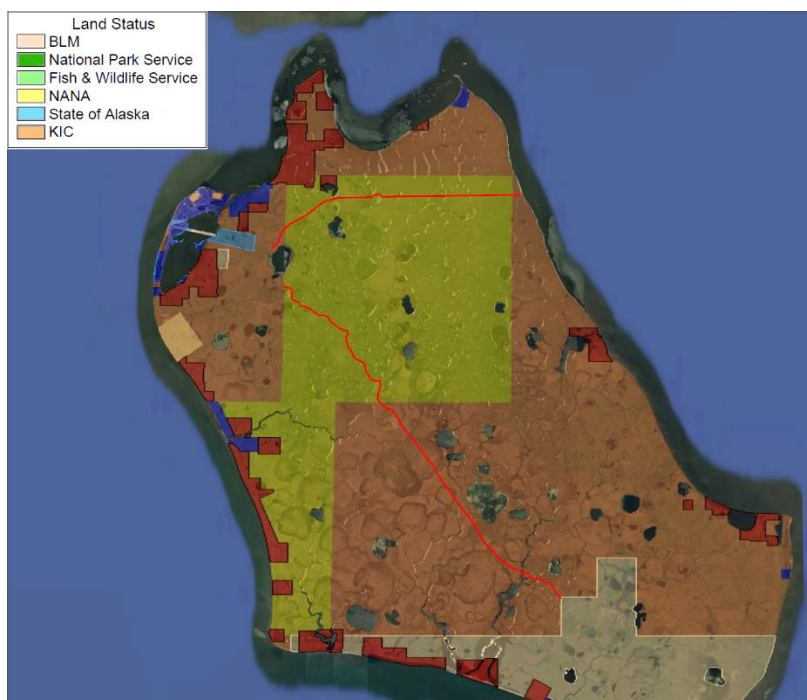 Land Status
BLM
National Park Service
Fish & Wildlife Service
NANA
State of Alaska
KIC